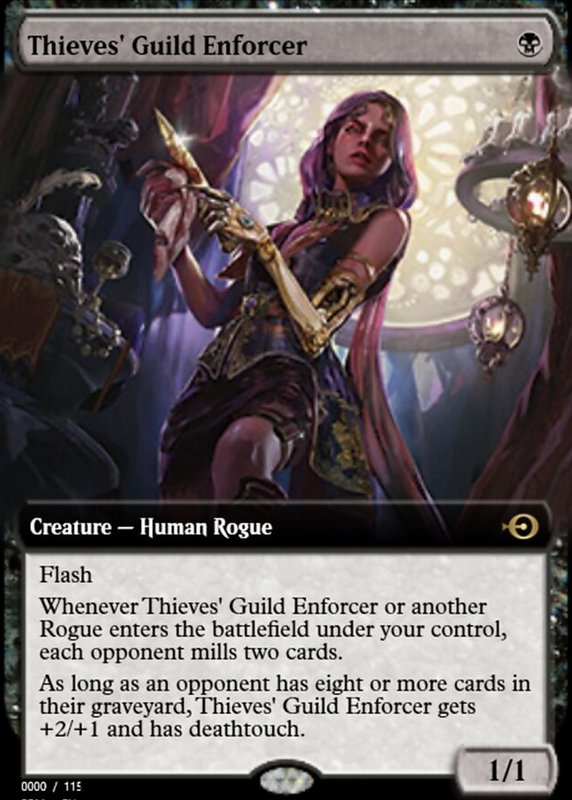 Thieves' Guild Enforcer
Creature — Human Rogue
Flash
Whenever Thieves' Guild Enforcer or another
Rogue enters the battlefield under your control,
each opponent mills two cards.
As long as an opponent has eight or more cards in
their graveyard, Thieves' Guild Enforcer gets
+2/+1 and has deathtouch.
1/1
0000 / 115